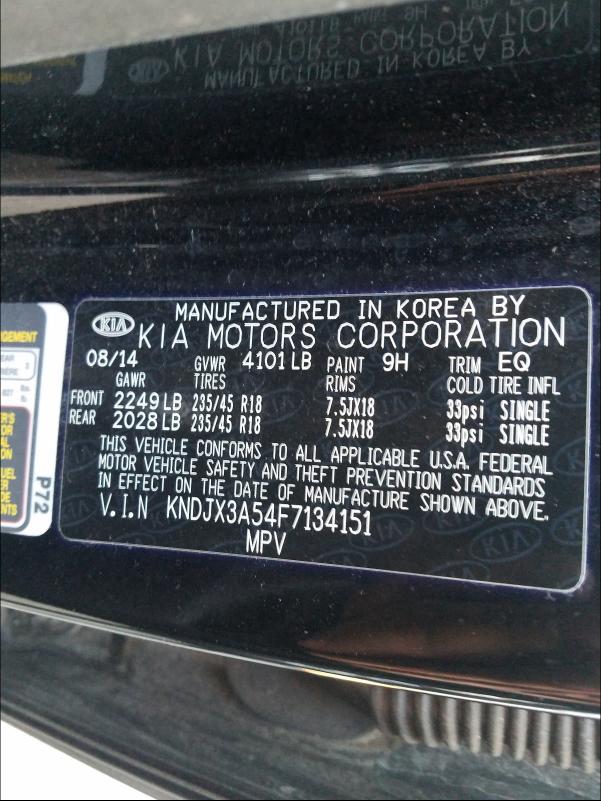 MANUFACTURED IN KOREA BY
KIA KIA MOTORS CORPORATION
08/14 GVWR 4101 LB PAINT 9H TRIM EQ
GAWR TIRES RIMS COLD TIRE INFL
FRONT 2249 LB 235/45 R18 7.5JX18 33psi SINGLE
REAR 2028 LB 235/45 R18 7.5JX18 33psi SINGLE
THIS VEHICLE CONFORMS TO ALL APPLICABLE U.S.A. FEDERAL
MOTOR VEHICLE SAFETY AND THEFT PREVENTION STANDARDS
IN EFFECT ON THE DATE OF MANUFACTURE SHOWN ABOVE.
V.I.N KNDJX3A54F7134151
MPV
P72